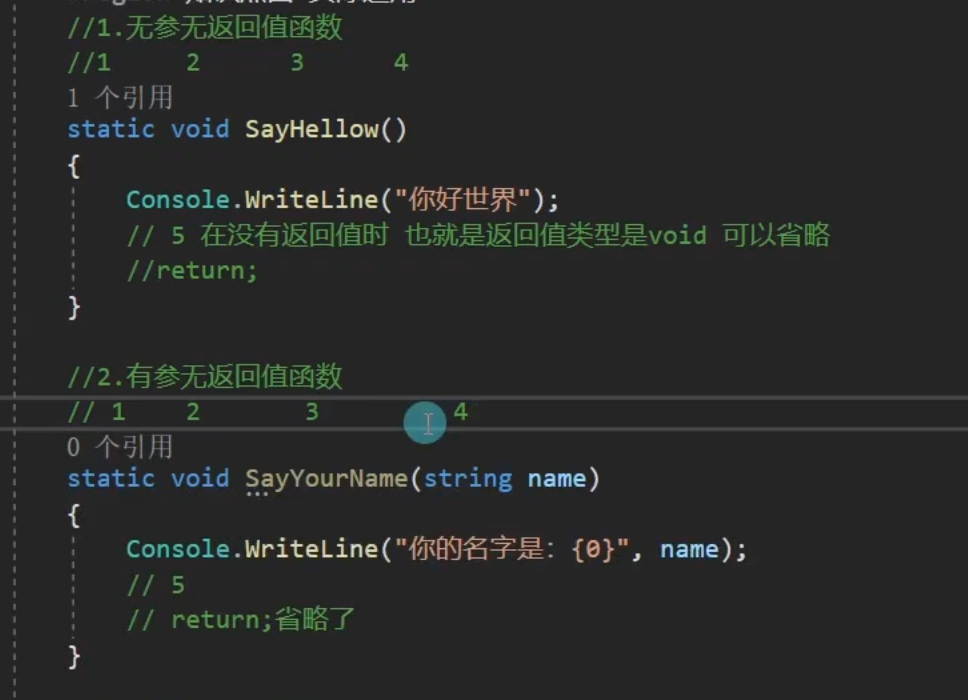 //1.无参无返回值函数
//1 2 3 4
1 个引用
static void SayHellow()
{
Console.WriteLine("你好世界");
// 5 在没有返回值时 也就是返回值类型是void 可以省略
//return;
}
//2.有参无返回值函数
// 1 2 3 4
0 个引用
static void SayYourName(string name)
{
Console.WriteLine("你的名字是: {0}", name);
// 5
// return;省略了
}